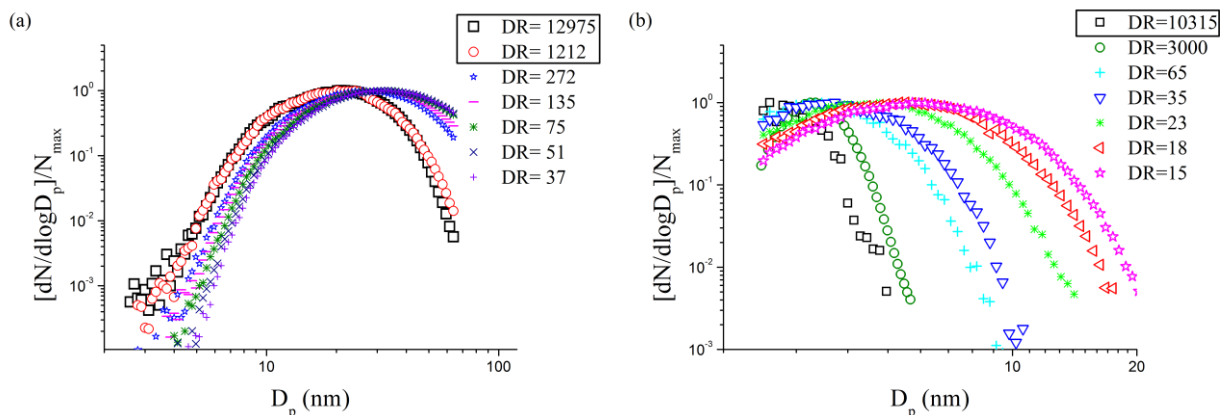 (a)
DR= 12975
DR= 1212
DR= 272
DR= 135
DR= 75
DR= 51
DR= 37
[dN/dlogD_p]/N_max
10^0
10^-1
10^-2
10^-3
10
100
D_p (nm)
(b)
DR=10315
DR=3000
DR=65
DR=35
DR=23
DR=18
DR=15
[dN/dlogD_p]/N_max
10^0
10^-1
10^-2
10^-3
10
20
D_p (nm)